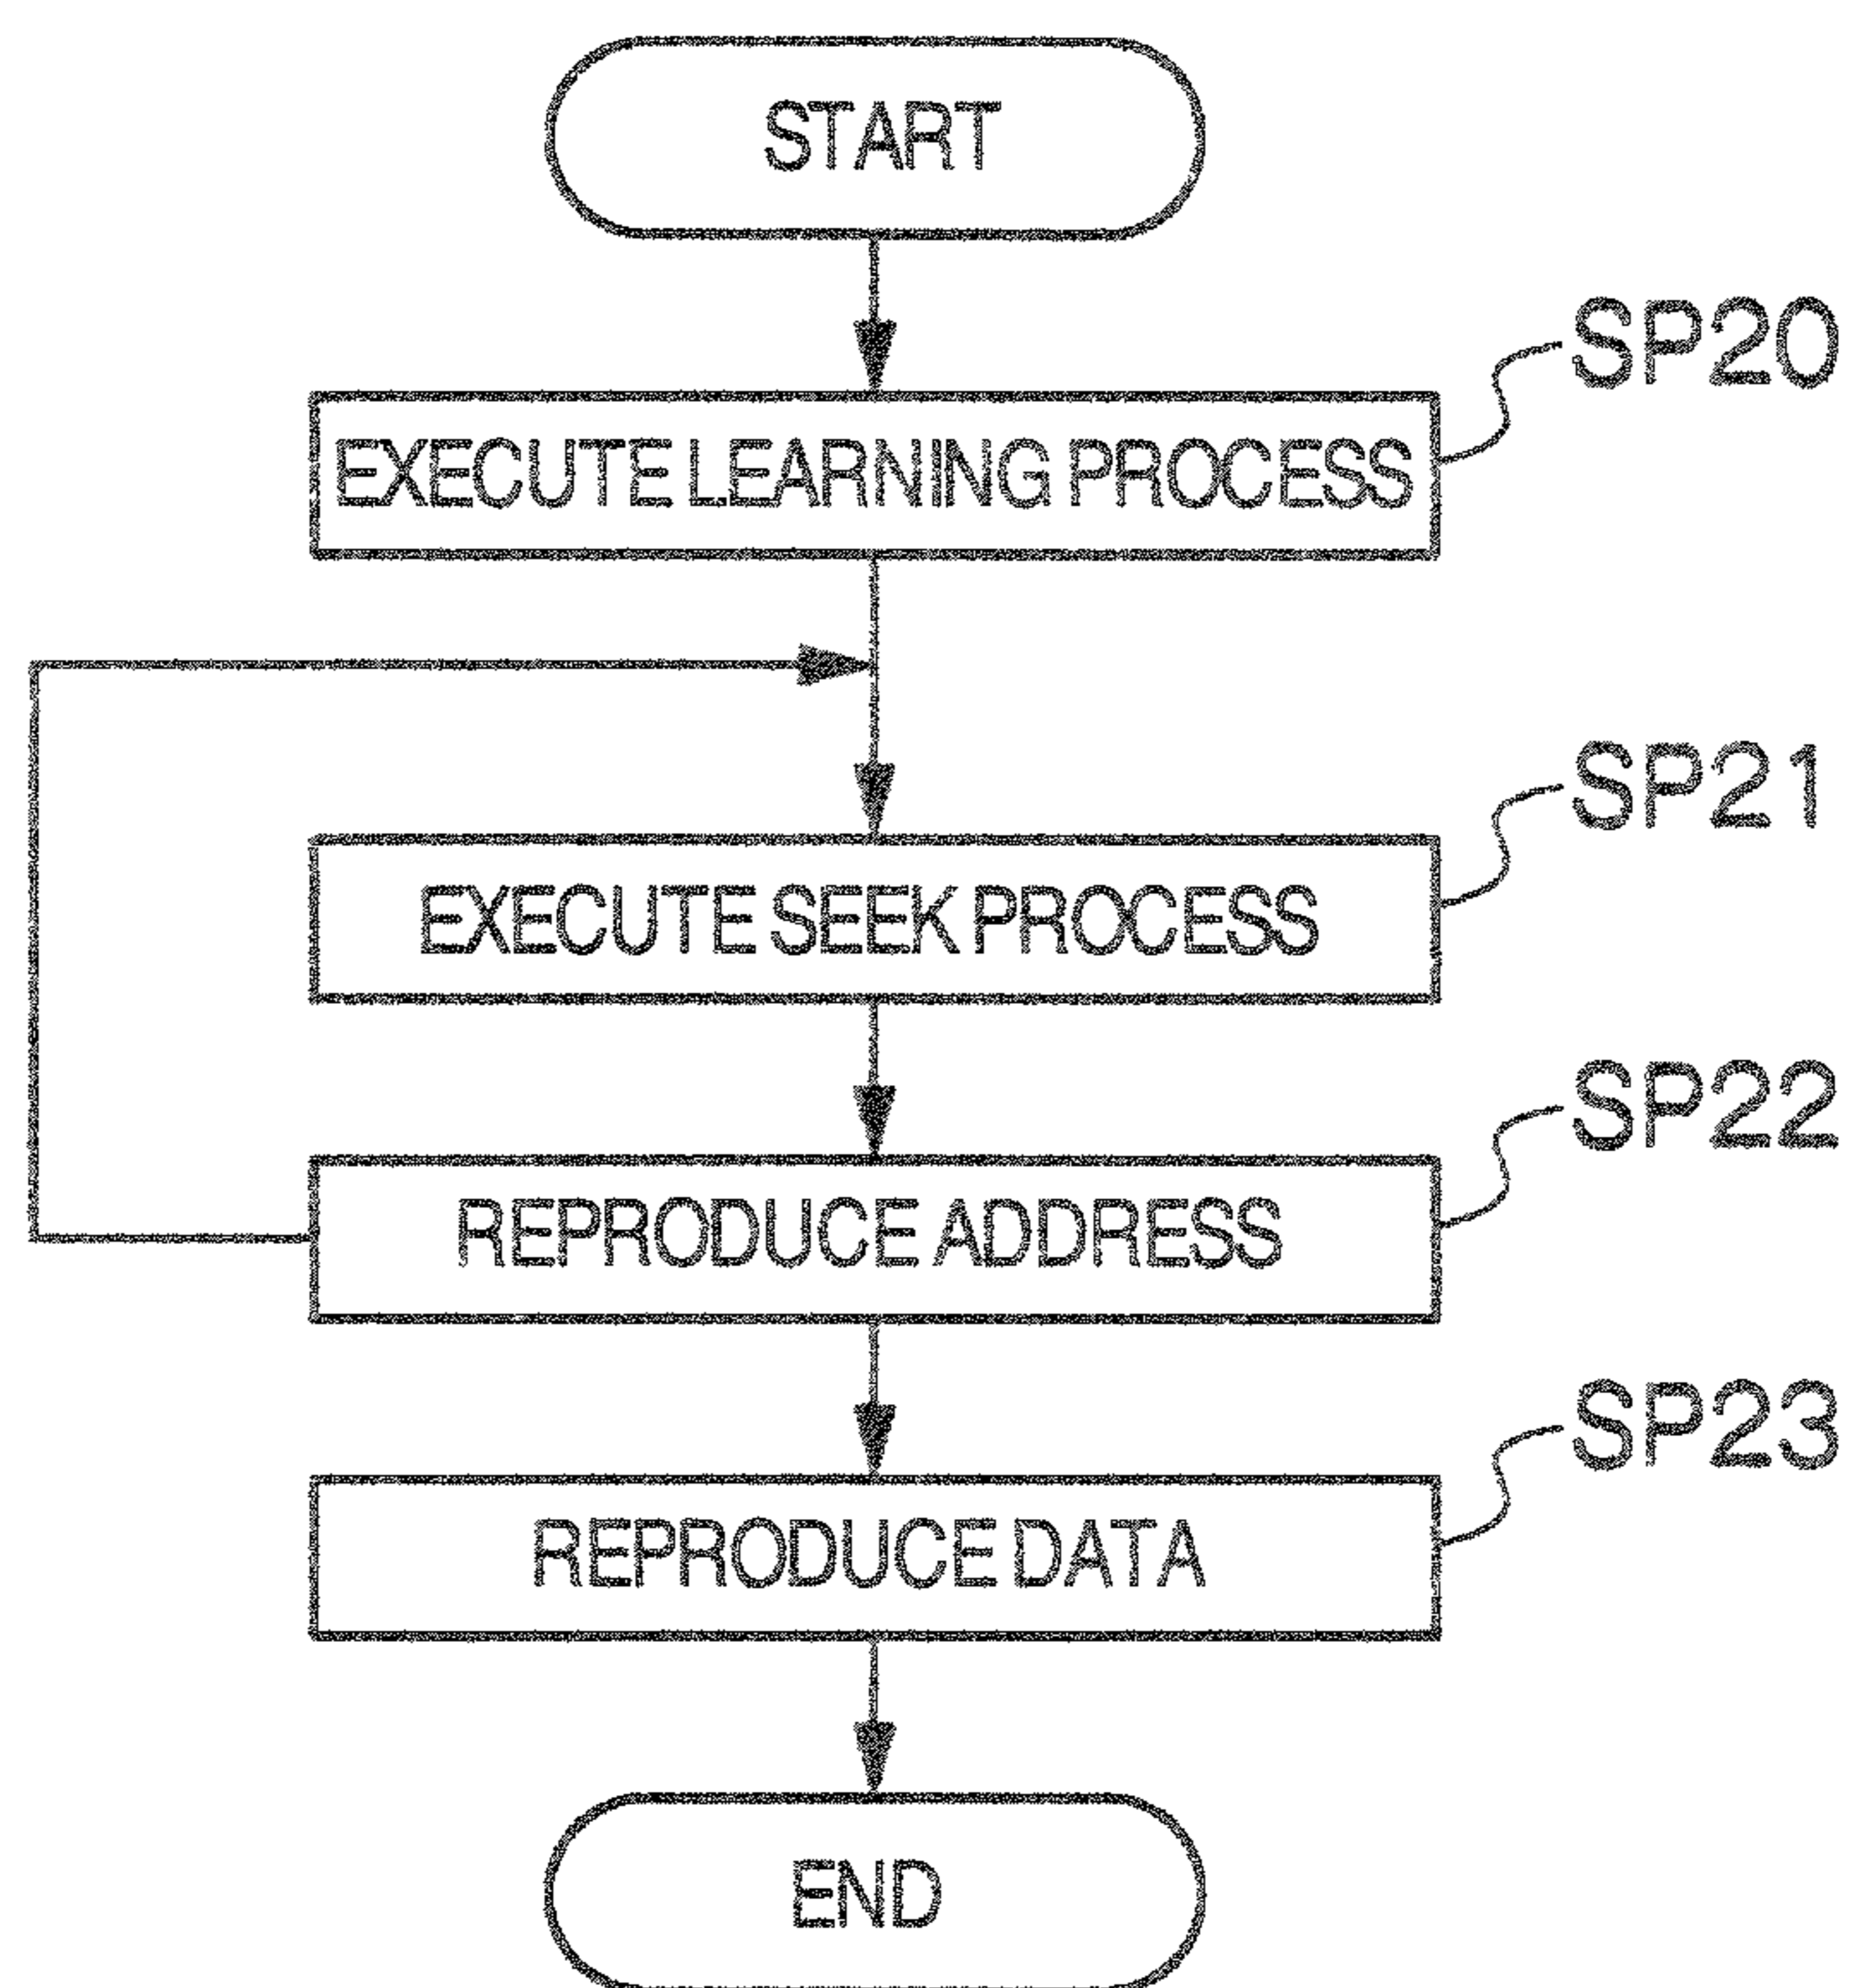 START
SP20
EXECUTE LEARNING PROCESS
SP21
EXECUTE SEEK PROCESS
SP22
REPRODUCE ADDRESS
SP23
REPRODUCE DATA
END